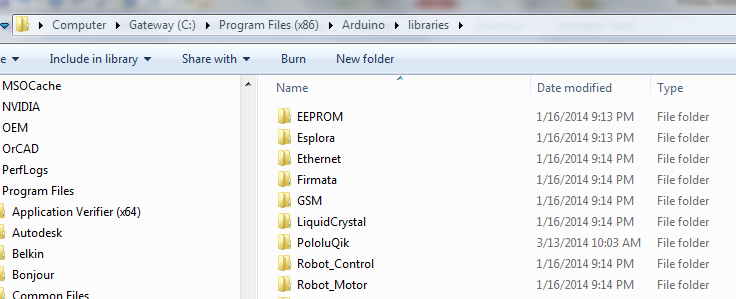 Computer Gateway (C:) Program Files (x86) Arduino libraries
e Include in library Share with Burn New folder
MSOCache
NVIDIA
OEM
OrCAD
PerfLogs
Program Files
Application Verifier (x64)
Autodesk
Belkin
Bonjour
Common Files
Name Date modified Type
EEPROM 1/16/2014 9:13 PM File folder
Esplora 1/16/2014 9:13 PM File folder
Ethernet 1/16/2014 9:14 PM File folder
Firmata 1/16/2014 9:14 PM File folder
GSM 1/16/2014 9:14 PM File folder
LiquidCrystal 1/16/2014 9:14 PM File folder
PololuQik 3/13/2014 10:03 AM File folder
Robot_Control 1/16/2014 9:14 PM File folder
Robot_Motor 1/16/2014 9:14 PM File folder